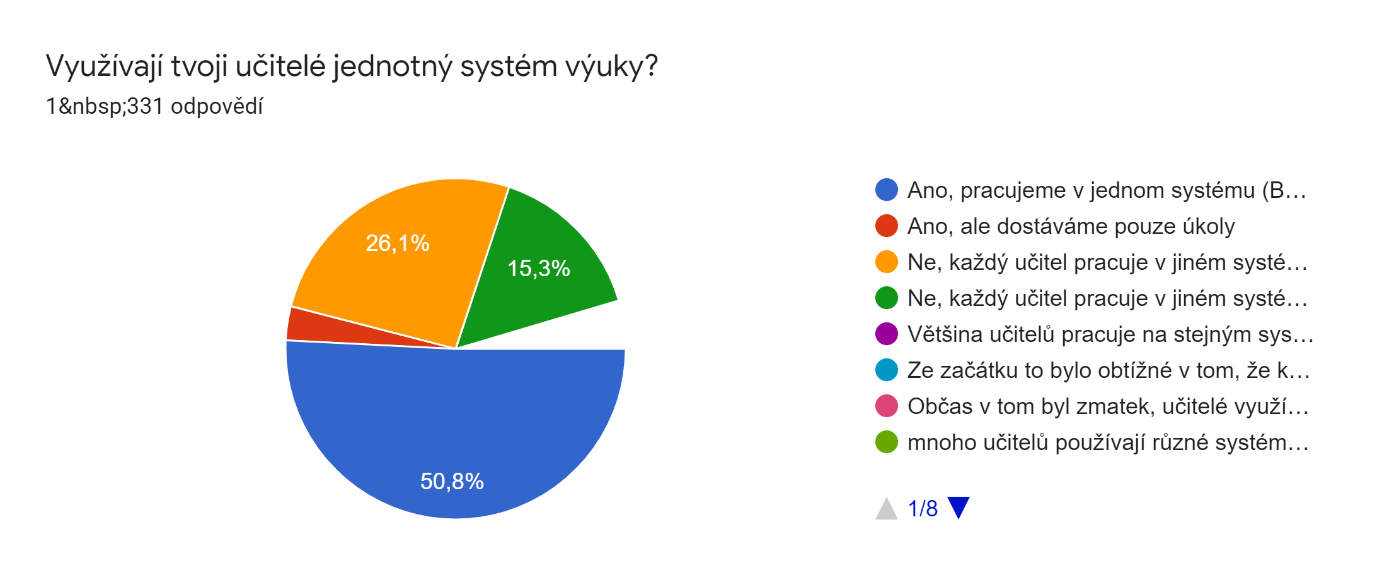 Využívají tvoji učitelé jednotný systém výuky?
1&nbsp;331 odpovědí
26,1%
15,3%
50,8%
Ano, pracujeme v jednom systému (B…
Ano, ale dostáváme pouze úkoly
Ne, každý učitel pracuje v jiném systé…
Ne, každý učitel pracuje v jiném systé…
Většina učitelů pracuje na stejným sys…
Ze začátku to bylo obtížné v tom, že k…
Občas v tom byl zmatek, učitelé využí…
mnoho učitelů používají různé systém…
1/8